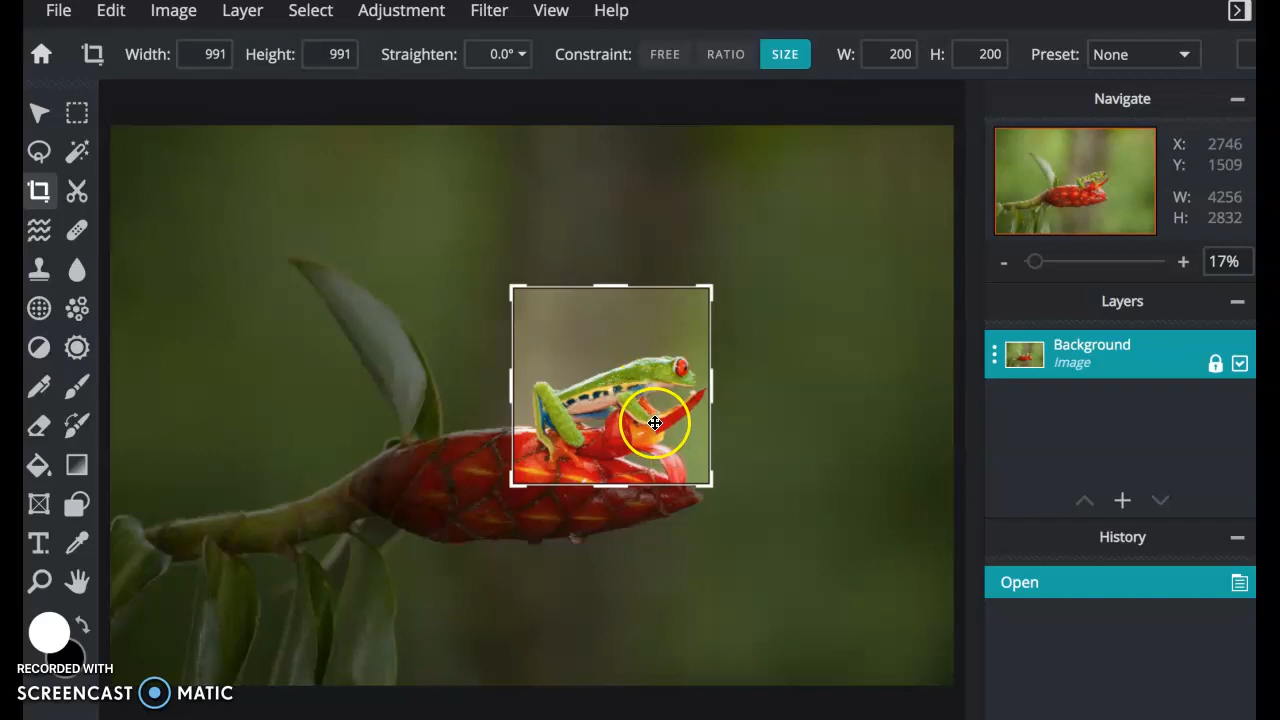 File Edit Image Layer Select Adjustment Filter View Help
Width: 991 Height: 991 Straighten: 0.0° Constraint: FREE RATIO SIZE W: 200 H: 200 Preset: None
Navigate
X: 2746
Y: 1509
W: 4256
H: 2832
- + 17%
Layers
Background
Image
History
Open
RECORDED WITH
SCREENCAST MATIC